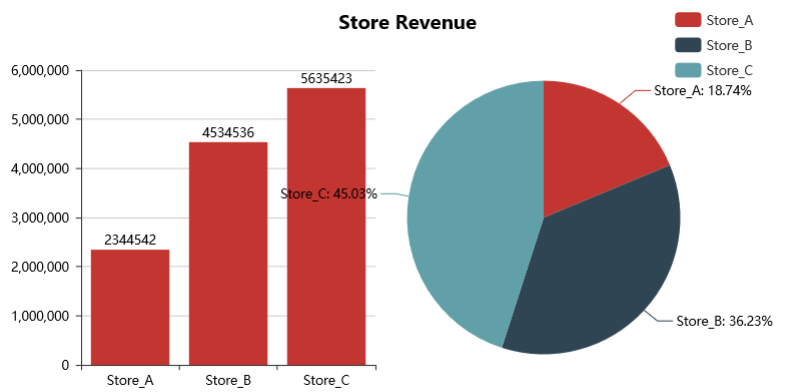 Store Revenue
Store_A
Store_B
Store_C
6,000,000
5,000,000
4,000,000
3,000,000
2,000,000
1,000,000
0
2344542
4534536
5635423
Store_A
Store_B
Store_C
Store_A: 18.74%
Store_C: 45.03%
Store_B: 36.23%